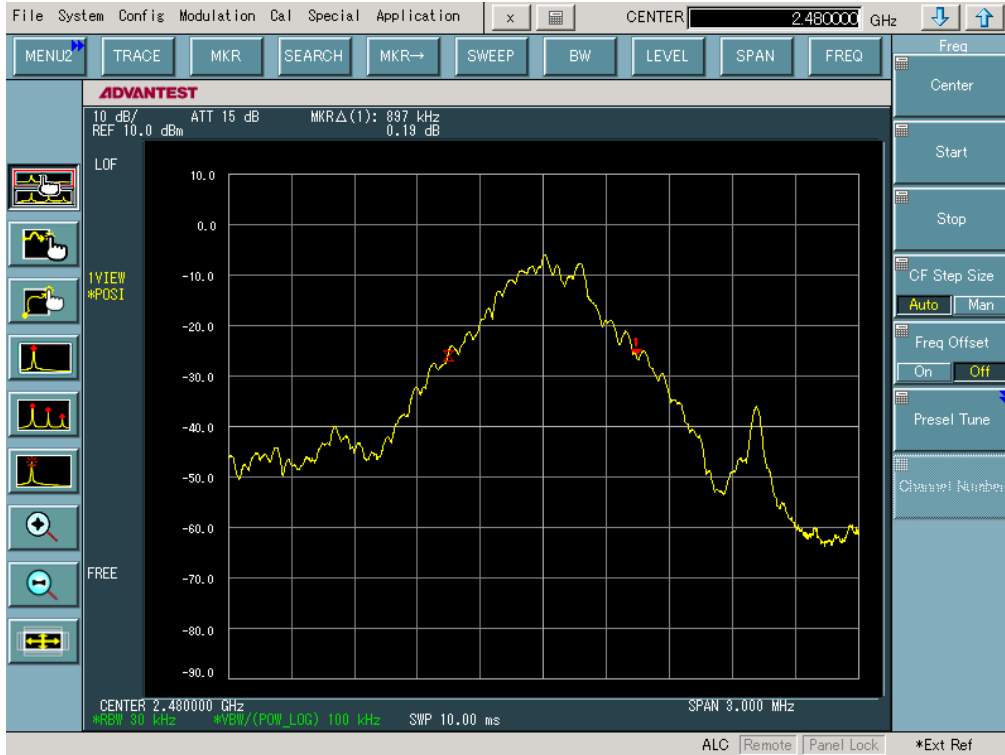 File System Config Modulation Cal Special Application x CENTER 2.480000 GHz
MENU2 TRACE MKR SEARCH MKR→ SWEEP BW LEVEL SPAN FREQ
Freq
Center
Start
Stop
CF Step Size
Auto Man
Freq Offset
On Off
Presel Tune
Channel Number
ADVANTEST
10 dB/ ATT 15 dB MKRΔ(1): 897 kHz
REF 10.0 dBm 0.19 dB
LOF
10.0
0.0
1VIEW
-10.0
*POSI
-20.0
1
-30.0
-40.0
-50.0
-60.0
FREE
-70.0
-80.0
-90.0
CENTER 2.480000 GHz SPAN 3.000 MHz
*RBW 30 kHz *VBW/(POW_LOG) 100 kHz SWP 10.00 ms
ALC Remote Panel Lock *Ext Ref